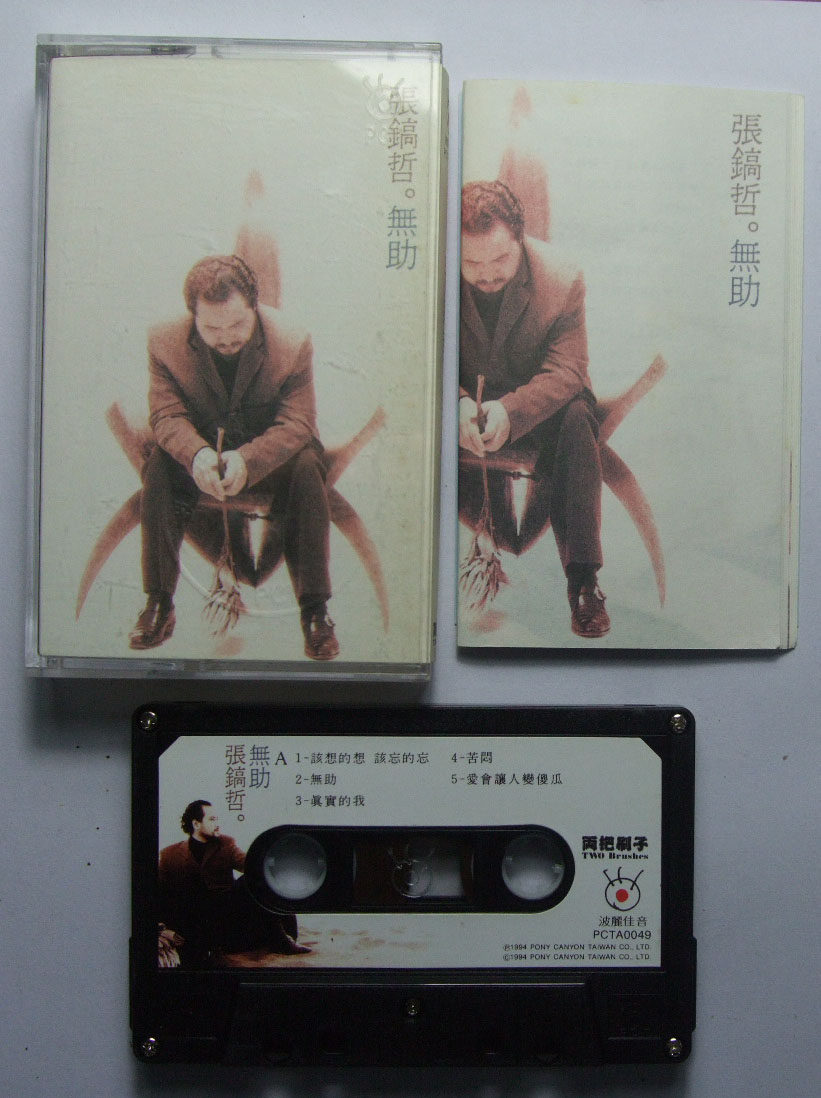 張鎬哲。無助
張鎬哲。無助
無助
張鎬哲。
A
1-該想的想 該忘的忘
2-無助
3-眞實的我
4-苦悶
5-愛會讓人變傻瓜
丙把刷子
TWO Brushes
波麗佳音
PCTA0049
℗1994 PONY CANYON TAIWAN CO., LTD.
©1994 PONY CANYON TAIWAN CO., LTD.